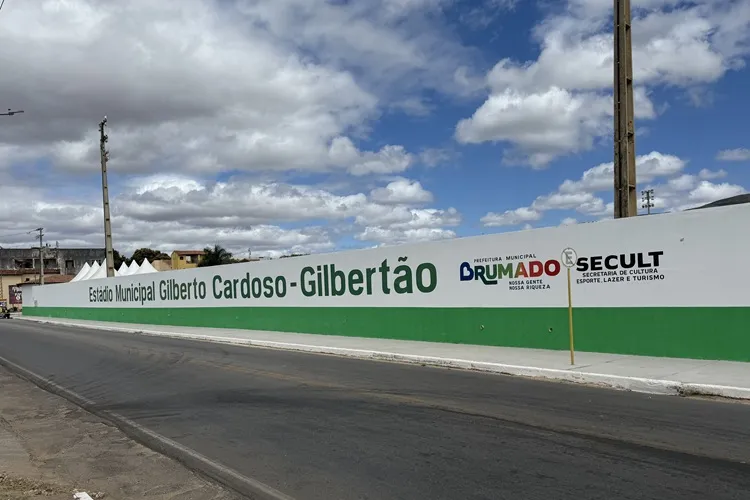 Estádio Municipal Gilberto Cardoso-Gilbertão
PREFEITURA MUNICIPAL
BRUMADO
NOSSA GENTE
NOSSA RIQUEZA
E
SECULT
SECRETARIA DE CULTURA
ESPORTE, LAZER E TURISMO